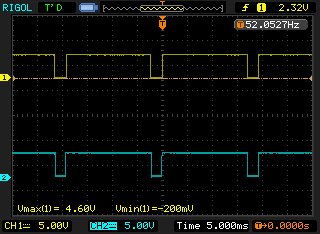 RIGOL T'D T f 1 2.32V
T 52.0527Hz
T
1
2
Vmax(1)= 4.60V Vmin(1)=-200mV
CH1 5.00V CH2 5.00V Time 5.000ms T→0.0000s